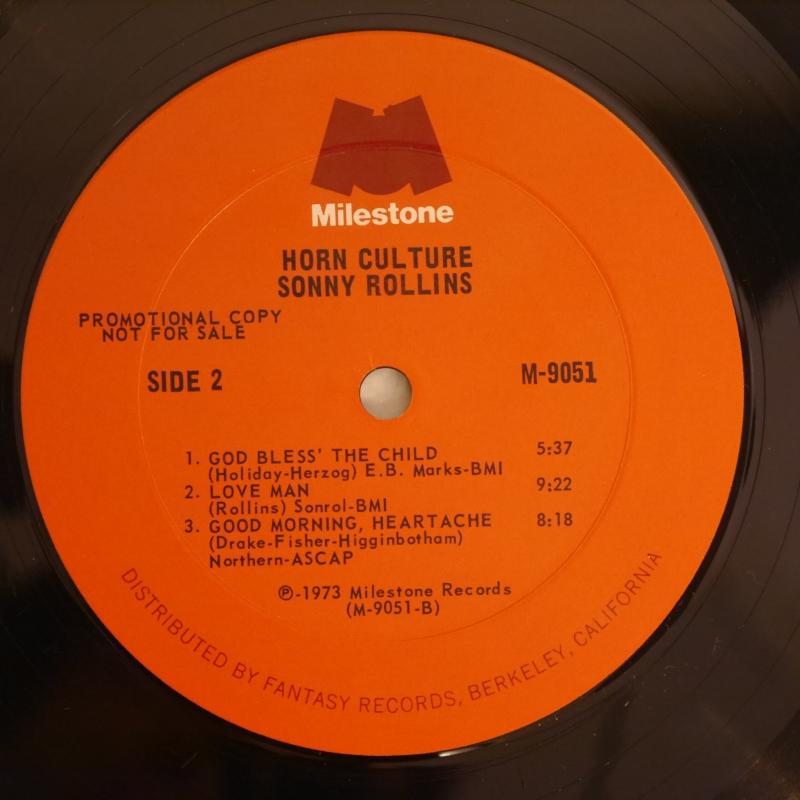 Milestone
HORN CULTURE
SONNY ROLLINS
PROMOTIONAL COPY
NOT FOR SALE
SIDE 2
M-9051
1. GOD BLESS' THE CHILD 5:37
(Holiday-Herzog) E.B. Marks-BMI
2. LOVE MAN 9:22
(Rollins) Sonrol-BMI
3. GOOD MORNING, HEARTACHE 8:18
(Drake-Fisher-Higginbotham)
Northern-ASCAP
℗-1973 Milestone Records
(M-9051-B)
DISTRIBUTED BY FANTASY RECORDS, BERKELEY, CALIFORNIA